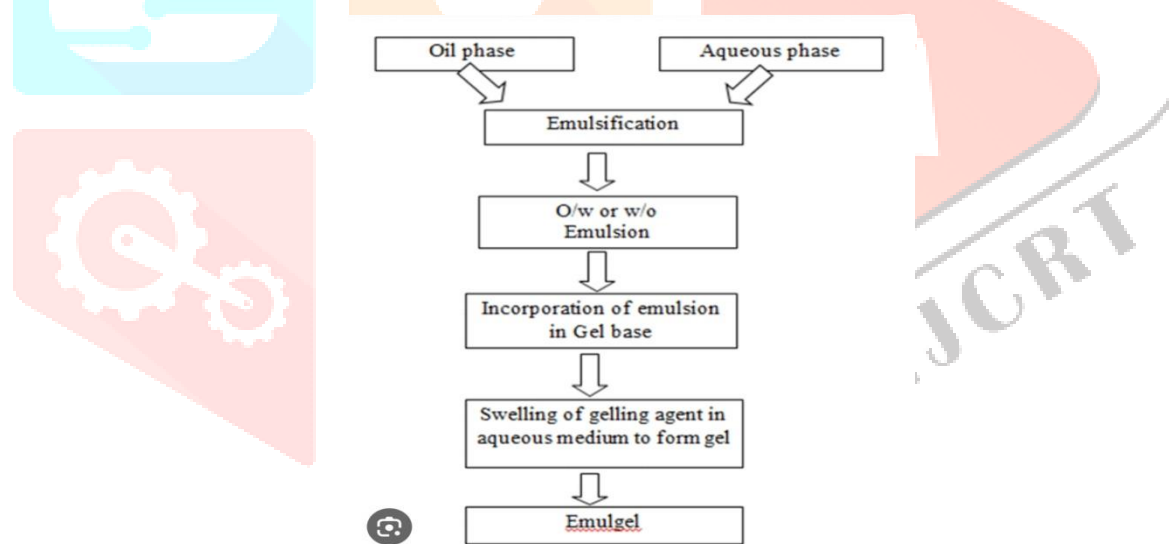 Oil phase
Aqueous phase
Emulsification
O/w or w/o
Emulsion
Incorporation of emulsion
in Gel base
Swelling of gelling agent in
aqueous medium to form gel
Emulgel
JCRT